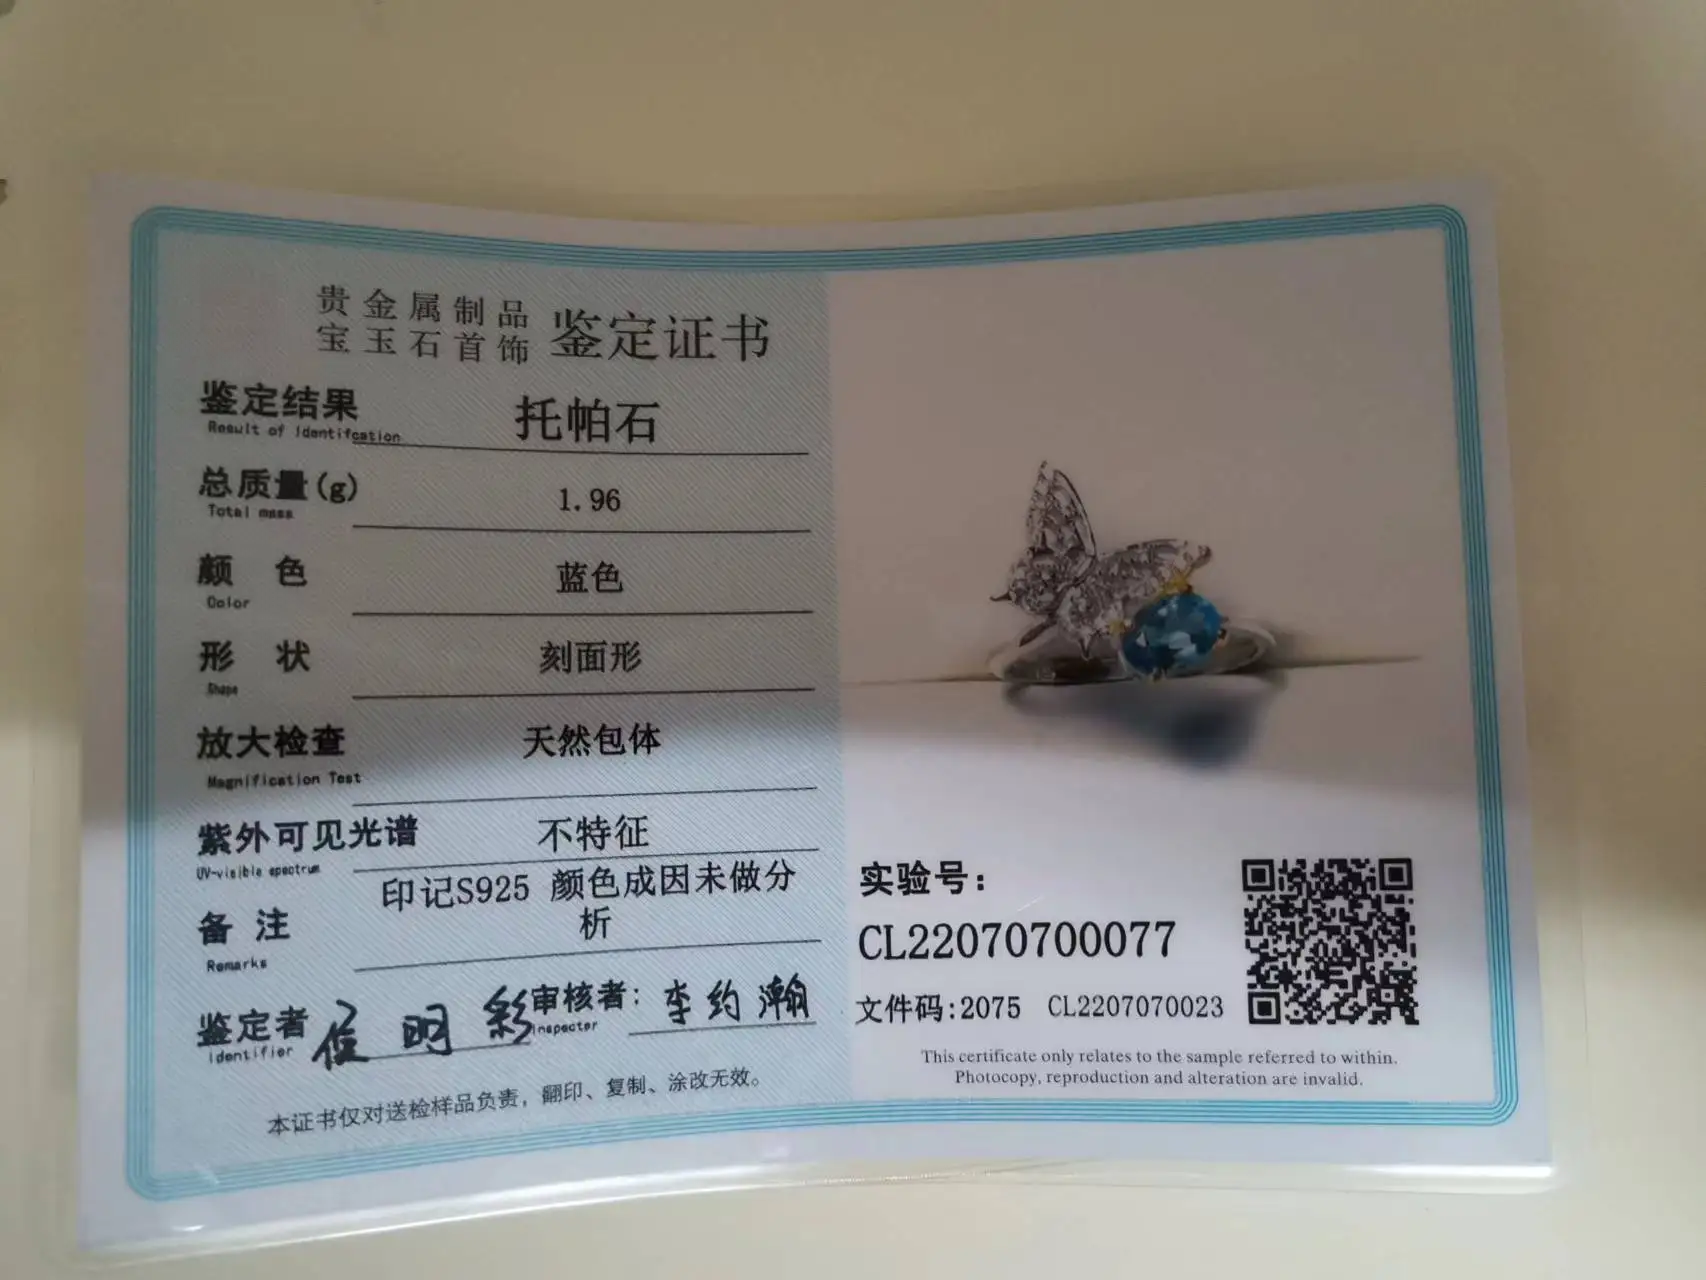 贵金属制品
宝玉石首饰 鉴定证书
鉴定结果 托帕石
Result of Identifcation
总质量(g) 1.96
Total mass
颜 色 蓝色
Color
形 状 刻面形
Shape
放大检查 天然包体
Magnification Test
紫外可见光谱 不特征
UV-visible spectrum
备 注 印记S925 颜色成因未做分
析
Remarks
鉴定者 侯明彩 审核者: 李约瀚
Identifier Inspector
本证书仅对送检样品负责，翻印、复制、涂改无效。
实验号：
CL22070700077
文件码:2075 CL2207070023
This certificate only relates to the sample referred to within.
Photocopy, reproduction and alteration are invalid.